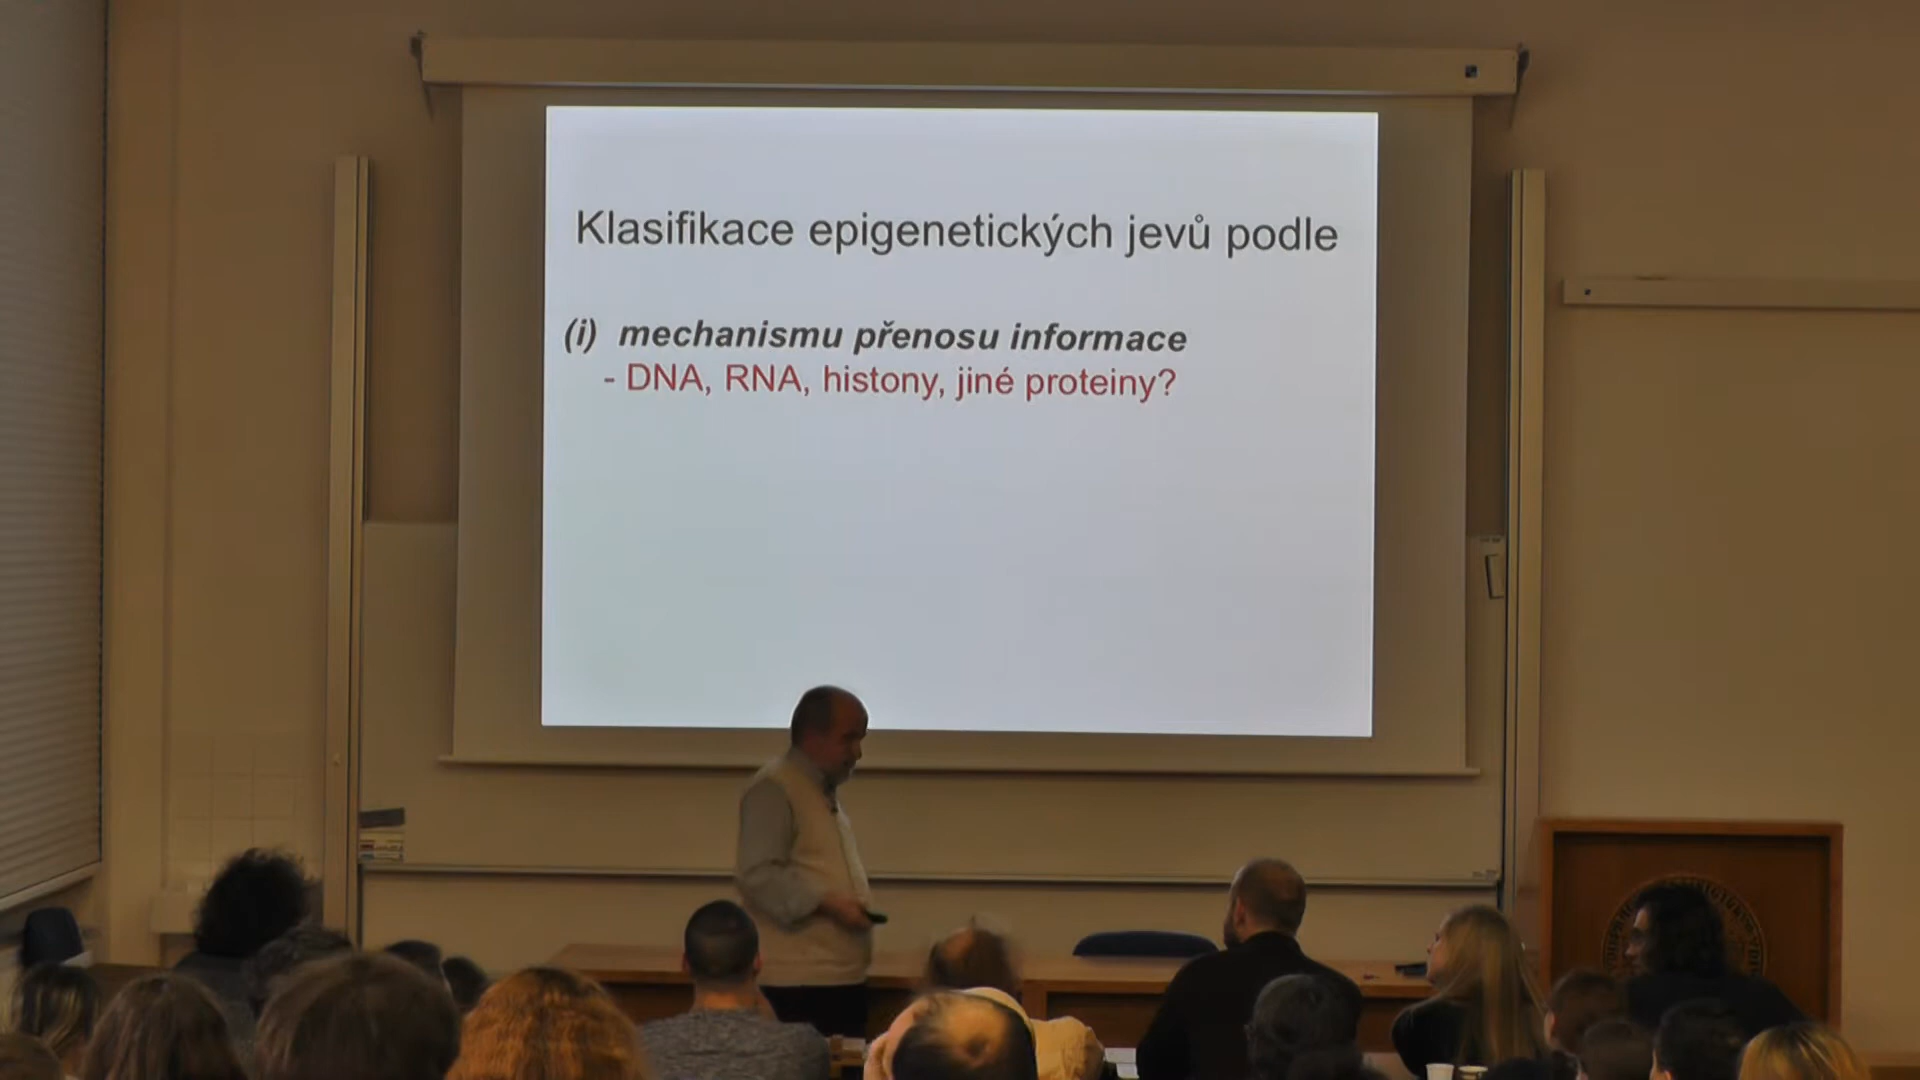 Klasifikace epigenetických jevů podle
(i) mechanismu přenosu informace
- DNA, RNA, histony, jiné proteiny?